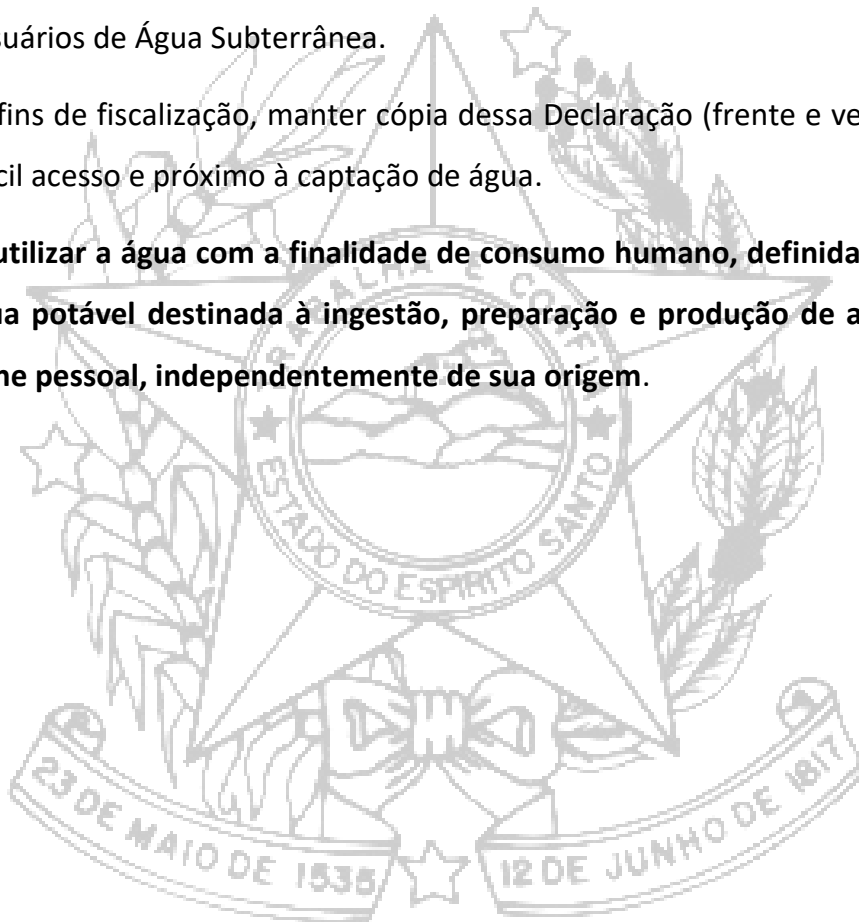 suários de Água Subterrânea.
fins de fiscalização, manter cópia dessa Declaração (frente e ve
cil acesso e próximo à captação de água.
utilizar a água com a finalidade de consumo humano, definida
ua potável destinada à ingestão, preparação e produção de a
ne pessoal, independentemente de sua origem.
TRABALHA E CONFIA
ESTADO DO ESPIRITO SANTO
23 DE MAIO DE 1535
12 DE JUNHO DE 1817